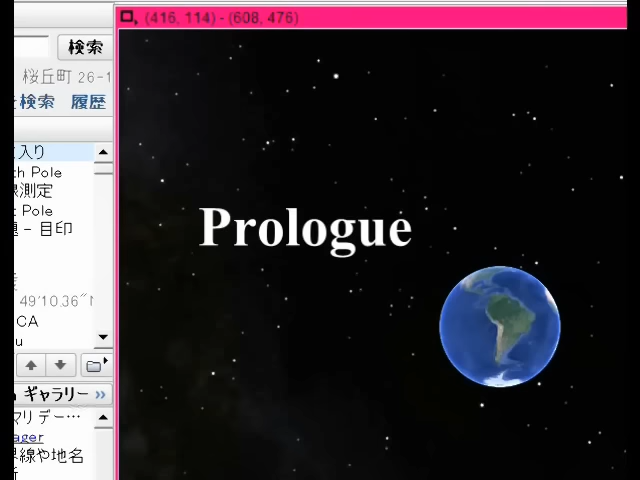 (416, 114) - (608, 476)
検索
桜丘町 26-1
検索 履歴
入り
th Pole
測定
Pole
- 目印
49'10.36"
CA
u
Prologue
ギャラリー »
マリ デー…
ager
線や地名